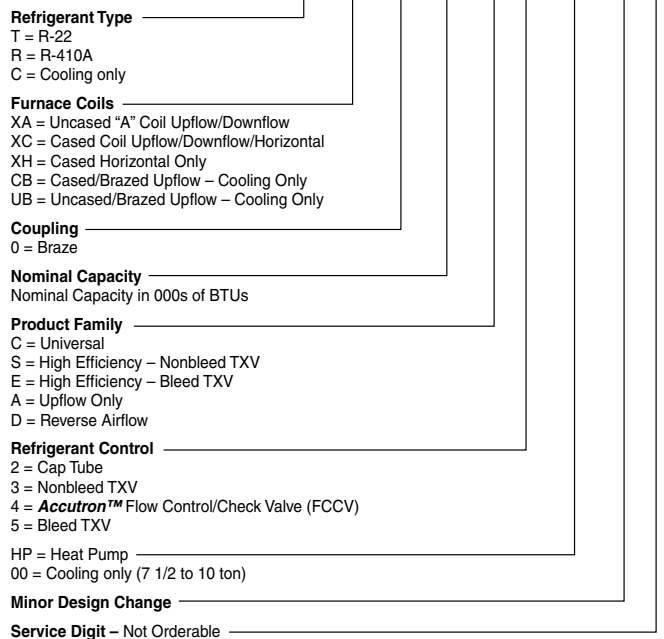 Refrigerant Type
T = R-22
R = R-410A
C = Cooling only
Furnace Coils
XA = Uncased “A” Coil Upflow/Downflow
XC = Cased Coil Upflow/Downflow/Horizontal
XH = Cased Horizontal Only
CB = Cased/Brazed Upflow – Cooling Only
UB = Uncased/Brazed Upflow – Cooling Only
Coupling
0 = Braze
Nominal Capacity
Nominal Capacity in 000s of BTUs
Product Family
C = Universal
S = High Efficiency – Nonbleed TXV
E = High Efficiency – Bleed TXV
A = Upflow Only
D = Reverse Airflow
Refrigerant Control
2 = Cap Tube
3 = Nonbleed TXV
4 = Accutron™ Flow Control/Check Valve (FCCV)
5 = Bleed TXV
HP = Heat Pump
00 = Cooling only (7 1/2 to 10 ton)
Minor Design Change
Service Digit – Not Orderable